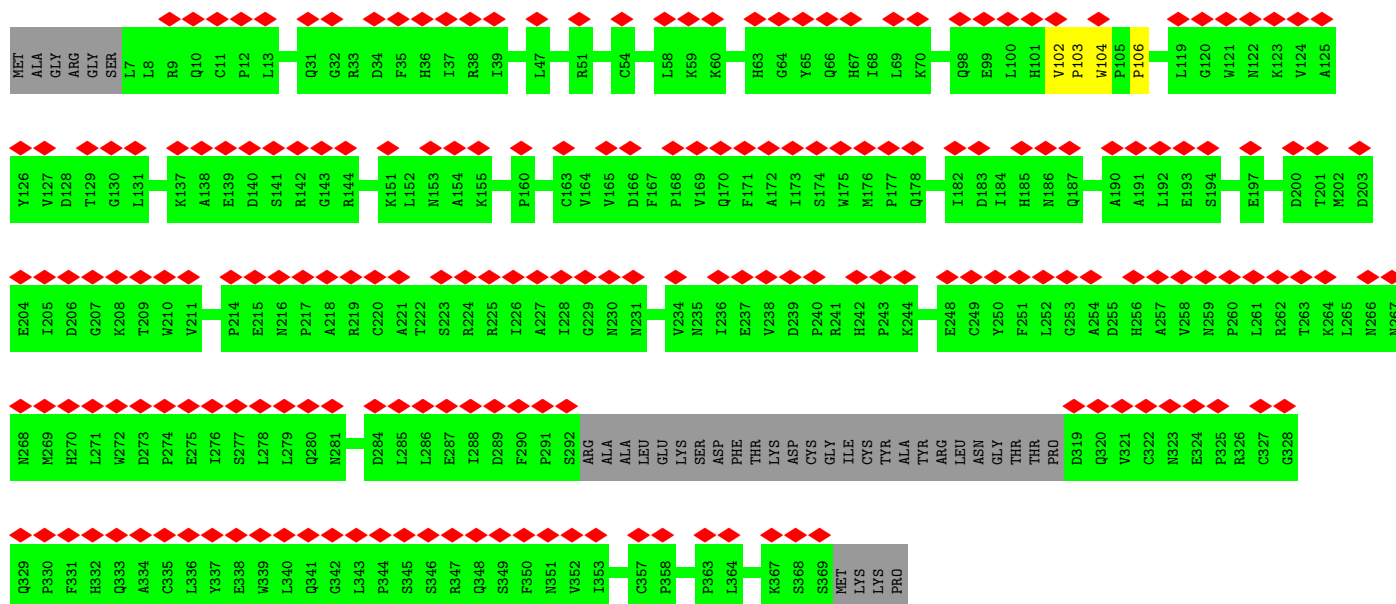 MET ALA GLY ARG GLY SER L7 L8 R9 Q10 C11 P12 L13 Q31 G32 R33 D34 F35 H36 I37 R38 I39 L47 R51 C54 L58 K59 K60 H63 G64 Y65 Q66 H67 I68 L69 K70 Q98 E99 L100 H101 V102 P103 W104 P105 P106 L119 G120 W121 N122 K123 V124 A125
Y126 V127 D128 T129 G130 L131 K137 A138 E139 D140 S141 R142 G143 R144 K151 L152 N153 A154 K155 P160 C163 V164 V165 D166 F167 P168 V169 Q170 F171 A172 I173 S174 W175 M176 P177 Q178 I182 D183 I184 H185 N186 Q187 A190 A191 L192 E193 S194 E197 D200 T201 M202 D203
E204 I205 D206 G207 K208 T209 W210 V211 P214 E215 N216 P217 A218 R219 C220 A221 T222 S223 R224 R225 I226 A227 I228 G229 N230 N231 V234 N235 I236 E237 V238 D239 P240 R241 H242 P243 K244 E248 C249 Y250 F251 L252 G253 A254 D255 H256 A257 V258 N259 P260 L261 R262 T263 K264 L265 N266 N267
N268 M269 H270 L271 W272 D273 P274 E275 I276 S277 L278 L279 Q280 N281 D284 L285 L286 E287 I288 D289 F290 P291 S292 ARG ALA ALA LEU GLU LYS SER ASP PHE THR LYS ASP CYS GLY ILE CYS TYR ALA TYR ARG LEU ASN GLY THR THR PRO D319 Q320 V321 C322 N323 E324 P325 R326 C327 G328
Q329 P330 F331 H332 Q333 A334 C335 L336 Y337 E338 W339 L340 Q341 G342 L343 P344 S345 S346 R347 Q348 S349 F350 N351 V352 I353 C357 P358 P363 L364 K367 S368 S369 MET LYS LYS PRO